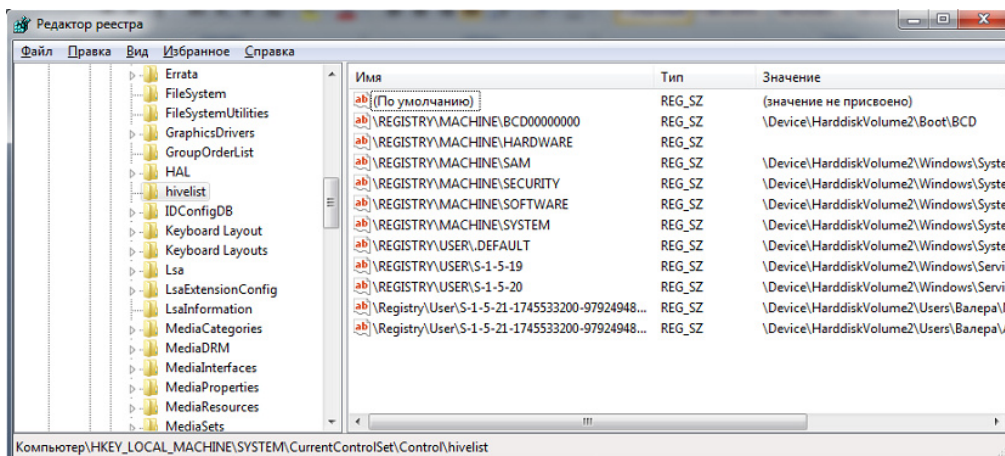 Редактор реестра
Файл Правка Вид Избранное Справка
Errata
FileSystem
FileSystemUtilities
GraphicsDrivers
GroupOrderList
HAL
hivelist
IDConfigDB
Keyboard Layout
Keyboard Layouts
Lsa
LsaExtensionConfig
LsaInformation
MediaCategories
MediaDRM
MediaInterfaces
MediaProperties
MediaResources
MediaSets
Имя Тип Значение
(По умолчанию) REG_SZ (значение не присвоено)
\REGISTRY\MACHINE\BCD00000000 REG_SZ \Device\HarddiskVolume2\Boot\BCD
\REGISTRY\MACHINE\HARDWARE REG_SZ
\REGISTRY\MACHINE\SAM REG_SZ \Device\HarddiskVolume2\Windows\Syste
\REGISTRY\MACHINE\SECURITY REG_SZ \Device\HarddiskVolume2\Windows\Syste
\REGISTRY\MACHINE\SOFTWARE REG_SZ \Device\HarddiskVolume2\Windows\Syste
\REGISTRY\MACHINE\SYSTEM REG_SZ \Device\HarddiskVolume2\Windows\Syste
\REGISTRY\USER\.DEFAULT REG_SZ \Device\HarddiskVolume2\Windows\Syste
\REGISTRY\USER\S-1-5-19 REG_SZ \Device\HarddiskVolume2\Windows\Servi
\REGISTRY\USER\S-1-5-20 REG_SZ \Device\HarddiskVolume2\Windows\Servi
\Registry\User\S-1-5-21-1745533200-97924948... REG_SZ \Device\HarddiskVolume2\Users\Валера\
\Registry\User\S-1-5-21-1745533200-97924948... REG_SZ \Device\HarddiskVolume2\Users\Валера\
Компьютер\HKEY_LOCAL_MACHINE\SYSTEM\CurrentControlSet\Control\hivelist